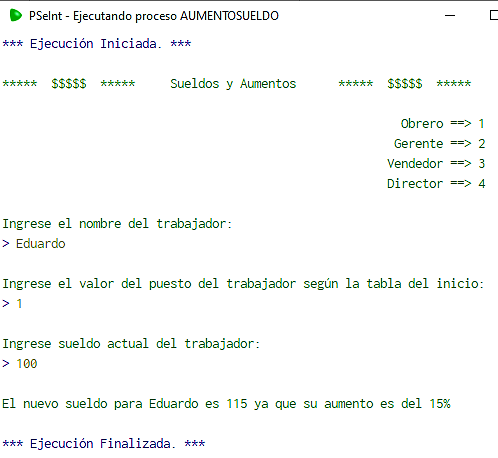 PSeInt - Ejecutando proceso AUMENTOSUELDO
*** Ejecución Iniciada. ***
***** $$$$$ ***** Sueldos y Aumentos ***** $$$$$ *****
Obrero ==> 1
Gerente ==> 2
Vendedor ==> 3
Director ==> 4
Ingrese el nombre del trabajador:
> Eduardo
Ingrese el valor del puesto del trabajador según la tabla del inicio:
> 1
Ingrese sueldo actual del trabajador:
> 100
El nuevo sueldo para Eduardo es 115 ya que su aumento es del 15%
*** Ejecución Finalizada. ***